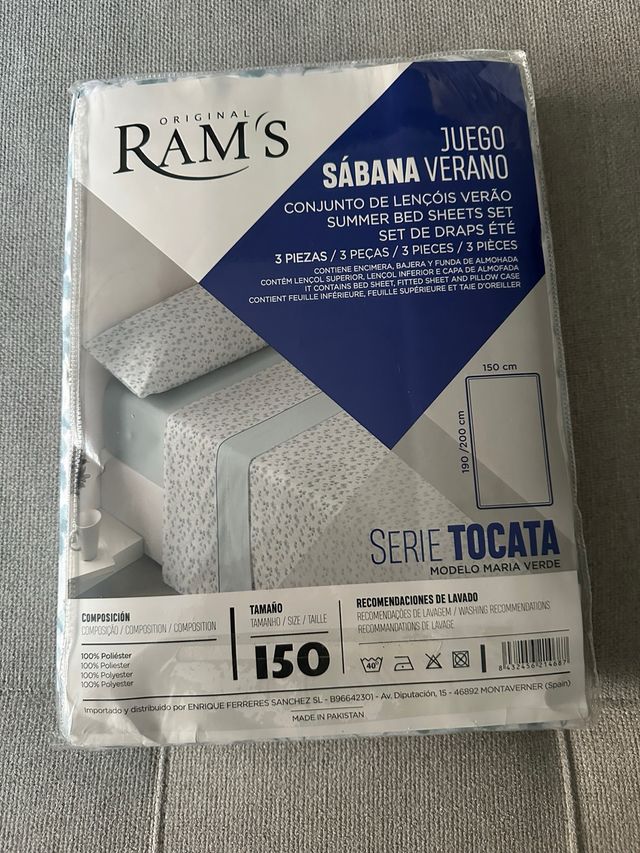 ORIGINAL
RAM'S
JUEGO
SÁBANA VERANO
CONJUNTO DE LENÇÓIS VERÃO
SUMMER BED SHEETS SET
SET DE DRAPS ÉTÉ
3 PIEZAS / 3 PEÇAS / 3 PIECES / 3 PIÈCES
CONTIENE ENCIMERA, BAJERA Y FUNDA DE ALMOHADA
CONTÉM LENÇOL SUPERIOR, LENÇOL INFERIOR E CAPA DE ALMOFADA
IT CONTAINS BED SHEET, FITTED SHEET AND PILLOW CASE
CONTIENT FEUILLE INFÉRIEURE, FEUILLE SUPÉRIEURE ET TAIE D'OREILLER
150 cm
190 /200 cm
SERIE TOCATA
MODELO MARIA VERDE
COMPOSICIÓN
COMPOSIÇÃO / COMPOSITION / COMPOSITION
100% Poliéster
100% Poliester
100% Polyester
100% Polyester
TAMAÑO
TAMANHO / SIZE / TAILLE
150
RECOMENDACIONES DE LAVADO
RECOMENDAÇÕES DE LAVAGEM / WASHING RECOMMENDATIONS
RECOMMANDATIONS DE LAVAGE
40°
8 432456 214687
Importado y distribuido por ENRIQUE FERRERES SANCHEZ SL - B96642301 - Av. Diputación, 15 - 46892 MONTAVERNER (Spain)
MADE IN PAKISTAN